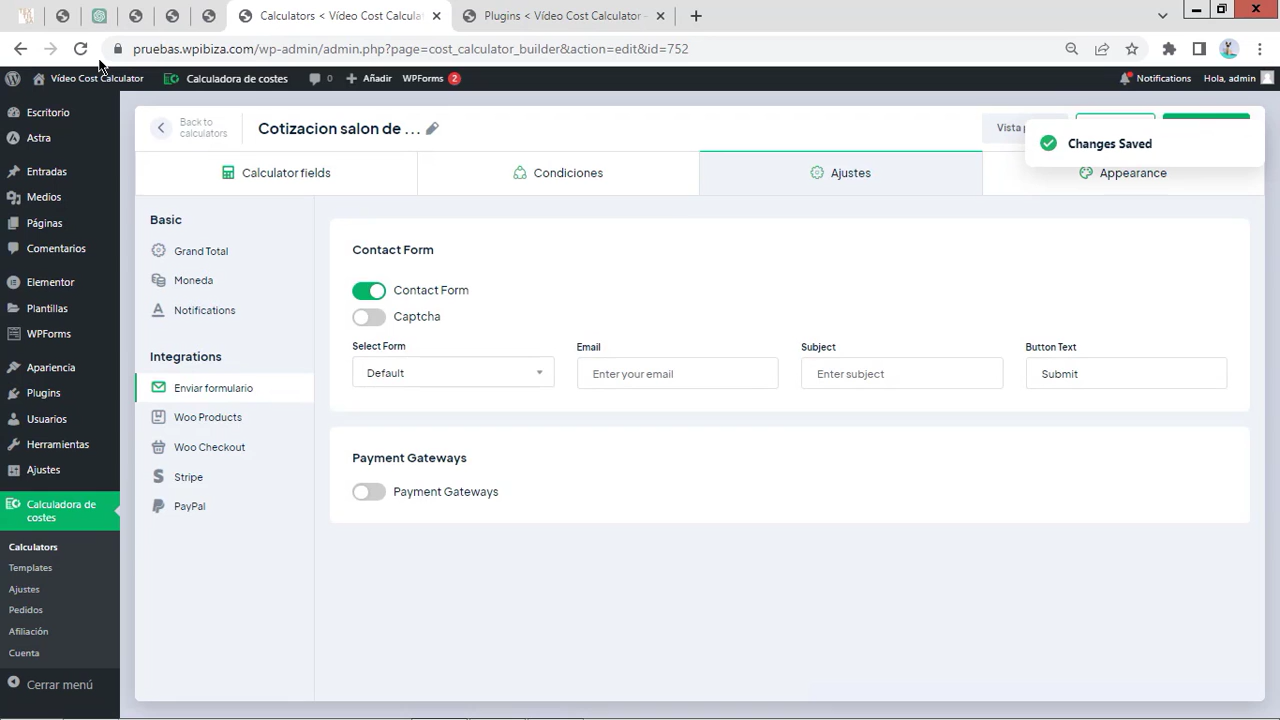 Calculators < Vídeo Cost Calcula
Plugins < Vídeo Cost Calculator -
pruebas.wpibiza.com/wp-admin/admin.php?page=cost_calculator_builder&action=edit&id=752
Vídeo Cost Calculator
Calculadora de costes
0
Añadir
WPForms 2
Notifications
Hola, admin
Escritorio
Astra
Entradas
Medios
Páginas
Comentarios
Elementor
Plantillas
WPForms
Apariencia
Plugins
Usuarios
Herramientas
Ajustes
Calculadora de
costes
Calculators
Templates
Ajustes
Pedidos
Afiliación
Cuenta
Cerrar menú
Back to
calculators
Cotizacion salon de ...
Vista
Changes Saved
Calculator fields
Condiciones
Ajustes
Appearance
Basic
Grand Total
Moneda
Notifications
Integrations
Enviar formulario
Woo Products
Woo Checkout
Stripe
PayPal
Contact Form
Contact Form
Captcha
Select Form
Email
Subject
Button Text
Default
Enter your email
Enter subject
Submit
Payment Gateways
Payment Gateways